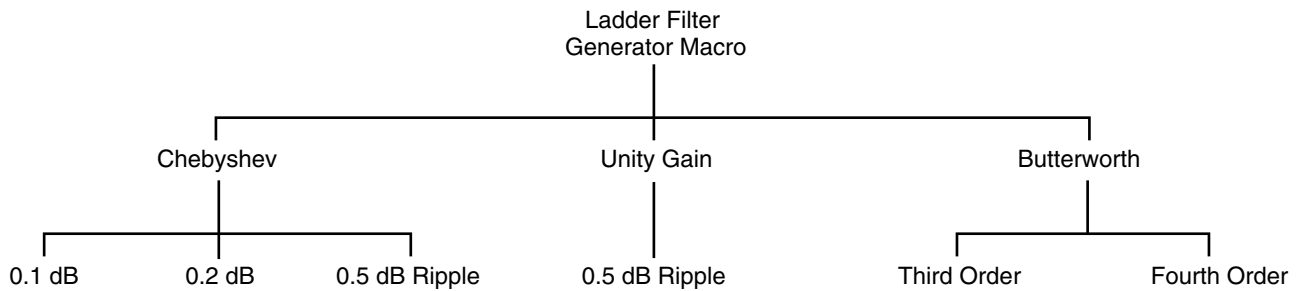 Ladder Filter
Generator Macro
Chebyshev
Unity Gain
Butterworth
0.1 dB
0.2 dB
0.5 dB Ripple
0.5 dB Ripple
Third Order
Fourth Order